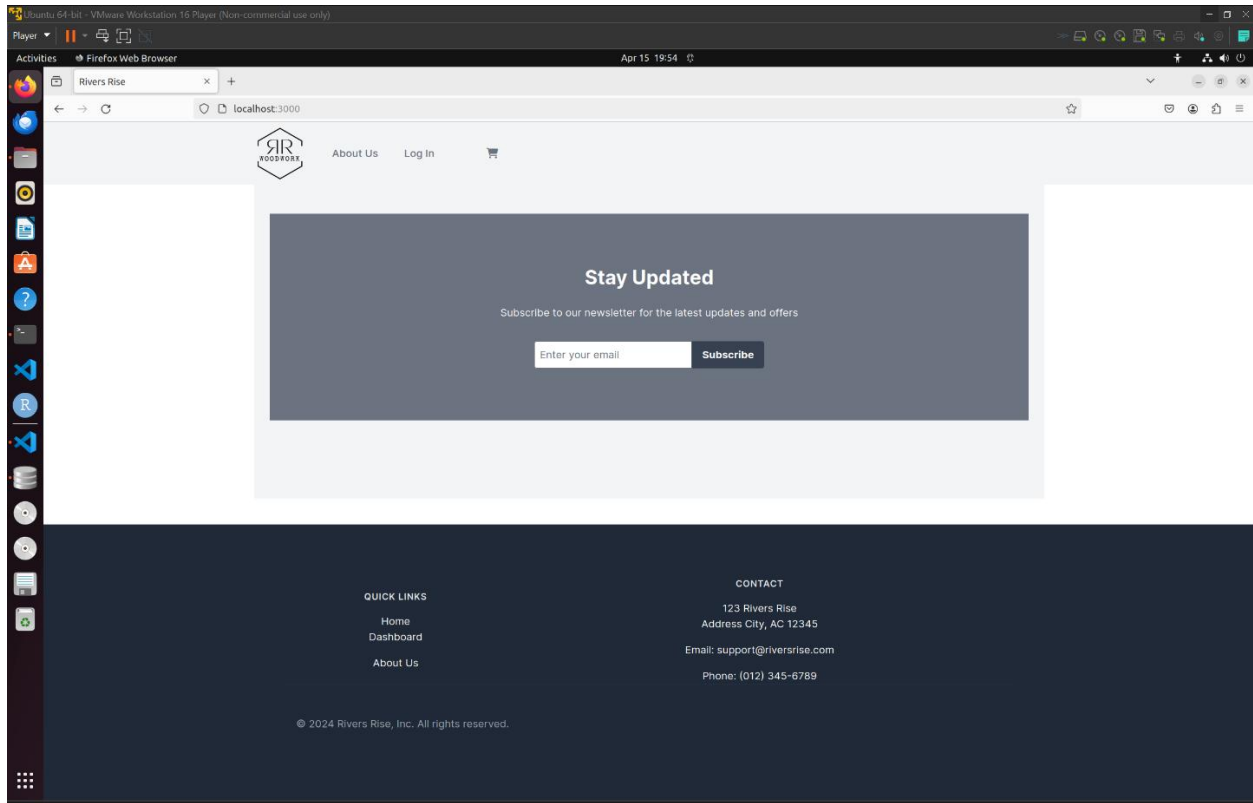 Ubuntu 64-bit - VMware Workstation 16 Player (Non-commercial use only)
Player
Activities Firefox Web Browser Apr 15 19:54
Rivers Rise
localhost:3000
RR
WOODWORK
About Us Log In
Stay Updated
Subscribe to our newsletter for the latest updates and offers
Enter your email Subscribe
QUICK LINKS
Home
Dashboard
About Us
CONTACT
123 Rivers Rise
Address City, AC 12345
Email: support@riversrise.com
Phone: (012) 345-6789
© 2024 Rivers Rise, Inc. All rights reserved.